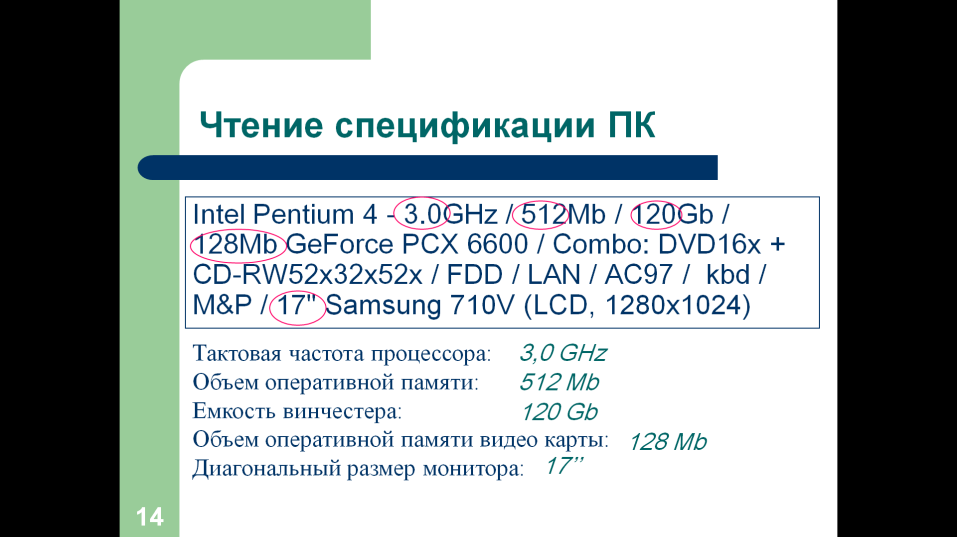 Чтение спецификации ПК
Intel Pentium 4 - 3.0GHz / 512Mb / 120Gb /
128Mb GeForce PCX 6600 / Combo: DVD16x +
CD-RW52x32x52x / FDD / LAN / AC97 / kbd /
M&P / 17" Samsung 710V (LCD, 1280x1024)
Тактовая частота процессора: 3,0 GHz
Объем оперативной памяти: 512 Mb
Емкость винчестера: 120 Gb
Объем оперативной памяти видео карты: 128 Mb
Диагональный размер монитора: 17’’
14